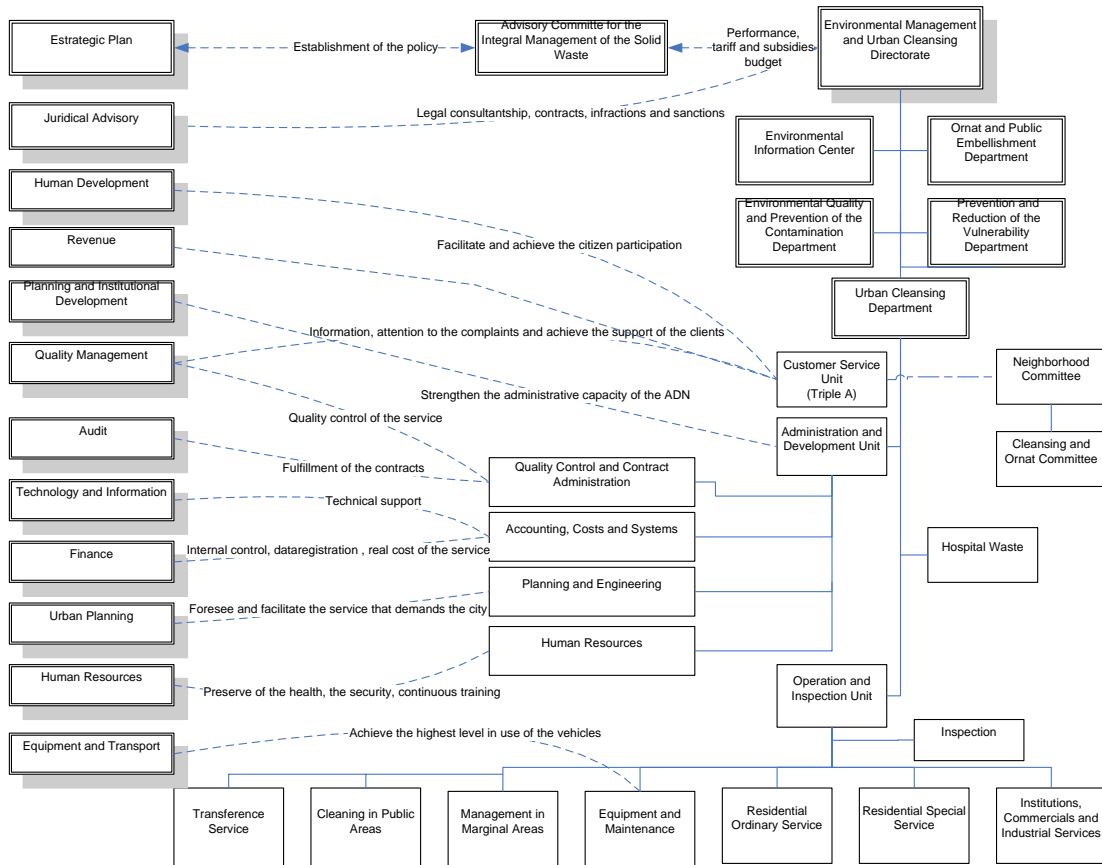 Estrategic Plan
Establishment of the policy
Advisory Committe for the
Integral Management of the Solid
Waste
Performance,
tariff and subsidies
budget
Environmental Management
and Urban Cleansing
Directorate
Juridical Advisory
Legal consultantship, contracts, infractions and sanctions
Environmental
Information Center
Ornat and Public
Embellishment
Department
Human Development
Environmental Quality
and Prevention of the
Contamination
Department
Prevention and
Reduction of the
Vulnerability
Department
Revenue
Facilitate and achieve the citizen participation
Planning and Institutional
Development
Urban Cleansing
Department
Information, attention to the complaints and achieve the support of the clients
Quality Management
Customer Service
Unit
(Triple A)
Neighborhood
Committee
Strengthen the administrative capacity of the ADN
Quality control of the service
Audit
Administration and
Development Unit
Cleansing and
Ornat Committee
Fulfillment of the contracts
Quality Control and Contract
Administration
Technology and Information
Technical support
Accounting, Costs and Systems
Finance
Internal control, dataregistration , real cost of the service
Hospital Waste
Planning and Engineering
Urban Planning
Foresee and facilitate the service that demands the city
Human Resources
Human Resources
Preserve of the health, the security, continuous training
Operation and
Inspection Unit
Inspection
Equipment and Transport
Achieve the highest level in use of the vehicles
Transference
Service
Cleaning in Public
Areas
Management in
Marginal Areas
Equipment and
Maintenance
Residential
Ordinary Service
Residential Special
Service
Institutions,
Commercials and
Industrial Services